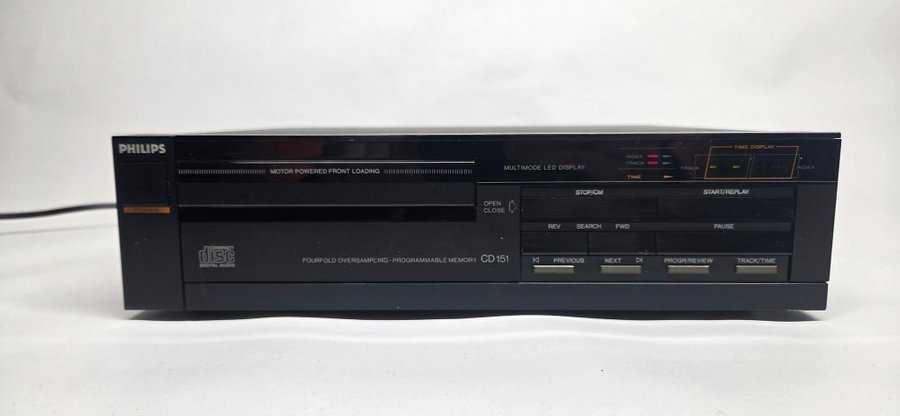 PHILIPS
MOTOR POWERED FRONT LOADING
MULTIMODE LED DISPLAY
INDEX
TRACK
TIME
TIME DISPLAY
TRACK
INDEX
POWER
OPEN
CLOSE
STOP/CM
START/REPLAY
REV SEARCH FWD
PAUSE
COMPACT
disc
DIGITAL AUDIO
FOURFOLD OVERSAMPLING · PROGRAMMABLE MEMORY CD 151
PREVIOUS
NEXT
PROGR/REVIEW
TRACK/TIME